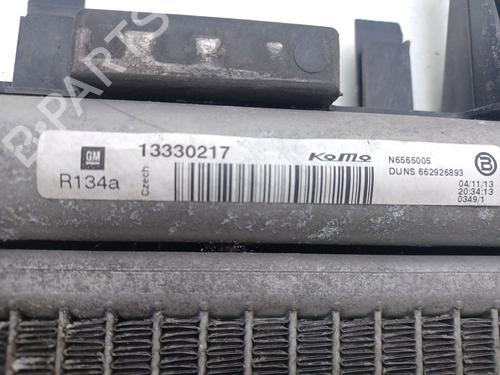 GM
13330217
KoMo
N6565005
R134a
Czech
DUNS 662926893
04/11/13
20:34:13
0349/1
B-PARTS